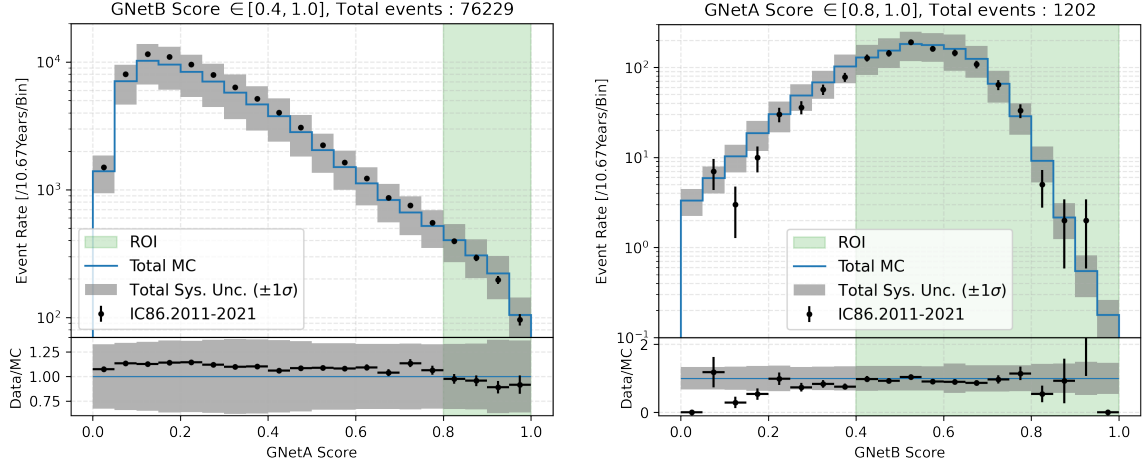 GNetB Score ∈[0.4, 1.0], Total events : 76229
Event Rate [/10.67Years/Bin]
10⁴
10³
10²
ROI
Total MC
Total Sys. Unc. (±1σ)
IC86.2011-2021
Data/MC
1.25
1.00
0.75
0.0 0.2 0.4 0.6 0.8 1.0
GNetA Score
GNetA Score ∈[0.8, 1.0], Total events : 1202
Event Rate [/10.67Years/Bin]
10²
10¹
10⁰
10⁻¹
ROI
Total MC
Total Sys. Unc. (±1σ)
IC86.2011-2021
Data/MC
2
0
0.0 0.2 0.4 0.6 0.8 1.0
GNetB Score